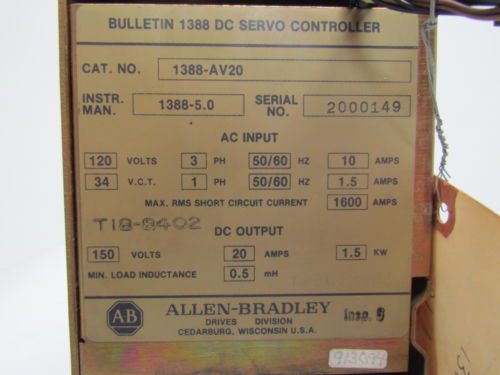 BULLETIN 1388 DC SERVO CONTROLLER
CAT. NO. 1388-AV20
INSTR. MAN. 1388-5.0 SERIAL NO. 2000149
AC INPUT
120 VOLTS 3 PH 50/60 HZ 10 AMPS
34 V.C.T. 1 PH 50/60 HZ 1.5 AMPS
MAX. RMS SHORT CIRCUIT CURRENT 1600 AMPS
T18-8402
DC OUTPUT
150 VOLTS 20 AMPS 1.5 KW
MIN. LOAD INDUCTANCE 0.5 mH
AB ALLEN-BRADLEY Insp. 5
DRIVES DIVISION
CEDARBURG, WISCONSIN U.S.A.